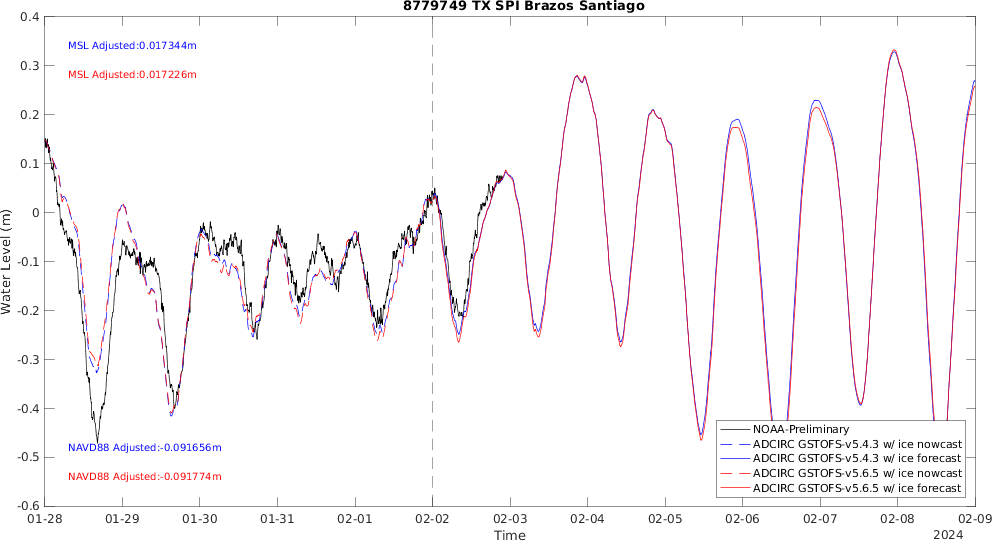 8779749 TX SPI Brazos Santiago
0.4
MSL Adjusted:0.017344m
0.3
MSL Adjusted:0.017226m
0.2
0.1
0
Water Level (m)
-0.1
-0.2
-0.3
-0.4
NOAA-Preliminary
NAVD88 Adjusted:-0.091656m
ADCIRC GSTOFS-v5.4.3 w/ ice nowcast
-0.5
ADCIRC GSTOFS-v5.4.3 w/ ice forecast
NAVD88 Adjusted:-0.091774m
ADCIRC GSTOFS-v5.6.5 w/ ice nowcast
ADCIRC GSTOFS-v5.6.5 w/ ice forecast
-0.6
01-28 01-29 01-30 01-31 02-01 02-02 02-03 02-04 02-05 02-06 02-07 02-08 02-09
Time
2024